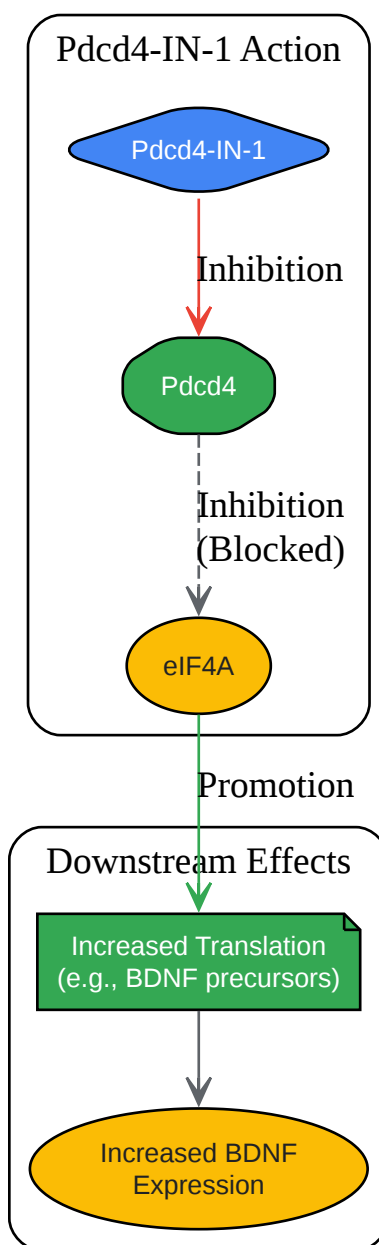 Pdcd4-IN-1 Action
Pdcd4-IN-1
Inhibition
Pdcd4
Inhibition
(Blocked)
eIF4A
Promotion
Downstream Effects
Increased Translation
(e.g., BDNF precursors)
Increased BDNF
Expression